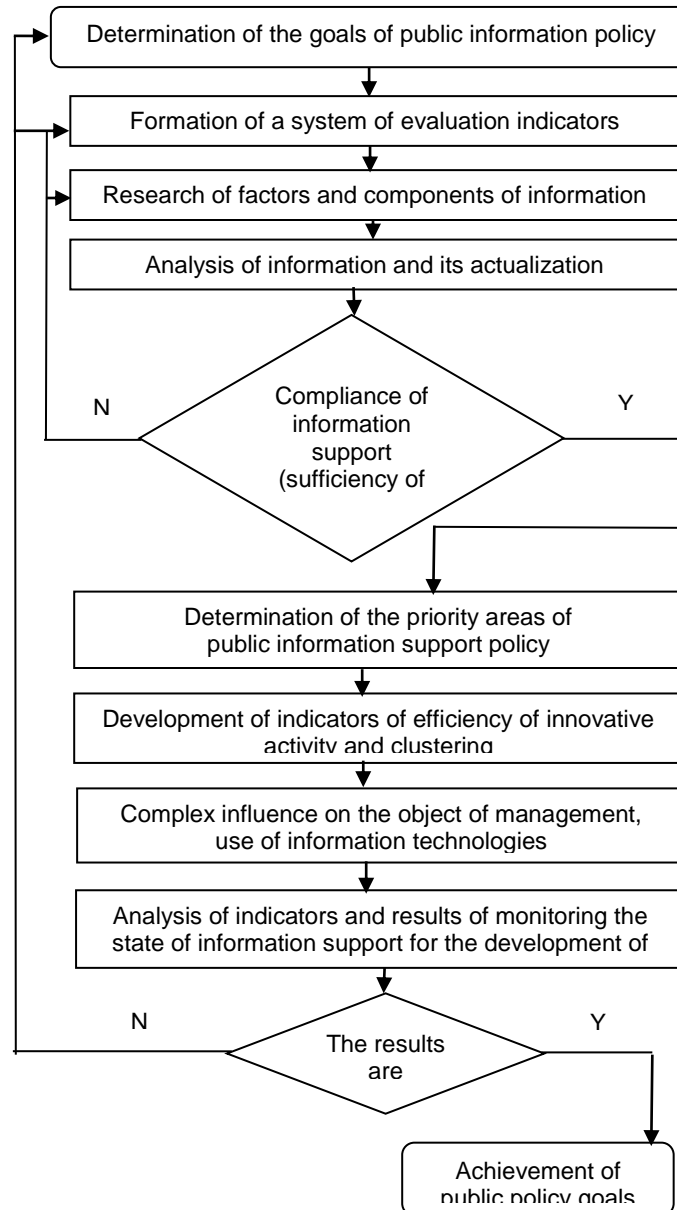 Determination of the goals of public information policy
Formation of a system of evaluation indicators
Research of factors and components of information
Analysis of information and its actualization
Compliance of
information
support
(sufficiency of
N
Y
Determination of the priority areas of
public information support policy
Development of indicators of efficiency of innovative
activity and clustering
Complex influence on the object of management,
use of information technologies
Analysis of indicators and results of monitoring the
state of information support for the development of
N
Y
The results
are
Achievement of
public policy goals